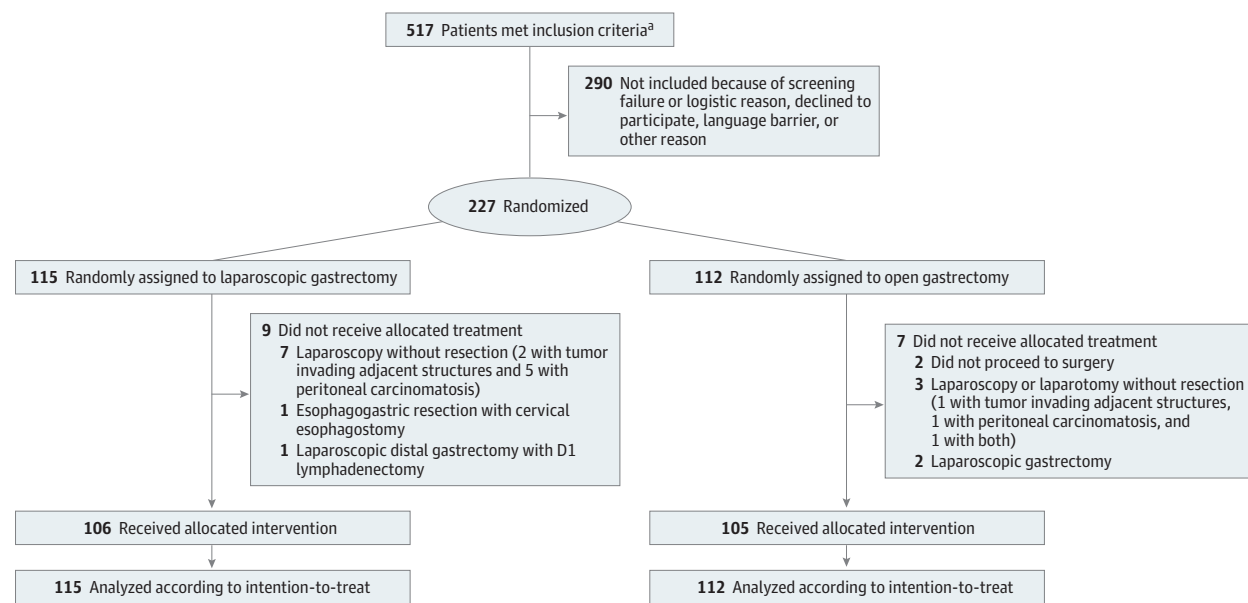 517 Patients met inclusion criteriaa
290 Not included because of screening
failure or logistic reason, declined to
participate, language barrier, or
other reason
227 Randomized
115 Randomly assigned to laparoscopic gastrectomy
9 Did not receive allocated treatment
7 Laparoscopy without resection (2 with tumor
invading adjacent structures and 5 with
peritoneal carcinomatosis)
1 Esophagogastric resection with cervical
esophagostomy
1 Laparoscopic distal gastrectomy with D1
lymphadenectomy
106 Received allocated intervention
115 Analyzed according to intention-to-treat
112 Randomly assigned to open gastrectomy
7 Did not receive allocated treatment
2 Did not proceed to surgery
3 Laparoscopy or laparotomy without resection
(1 with tumor invading adjacent structures,
1 with peritoneal carcinomatosis, and
1 with both)
2 Laparoscopic gastrectomy
105 Received allocated intervention
112 Analyzed according to intention-to-treat